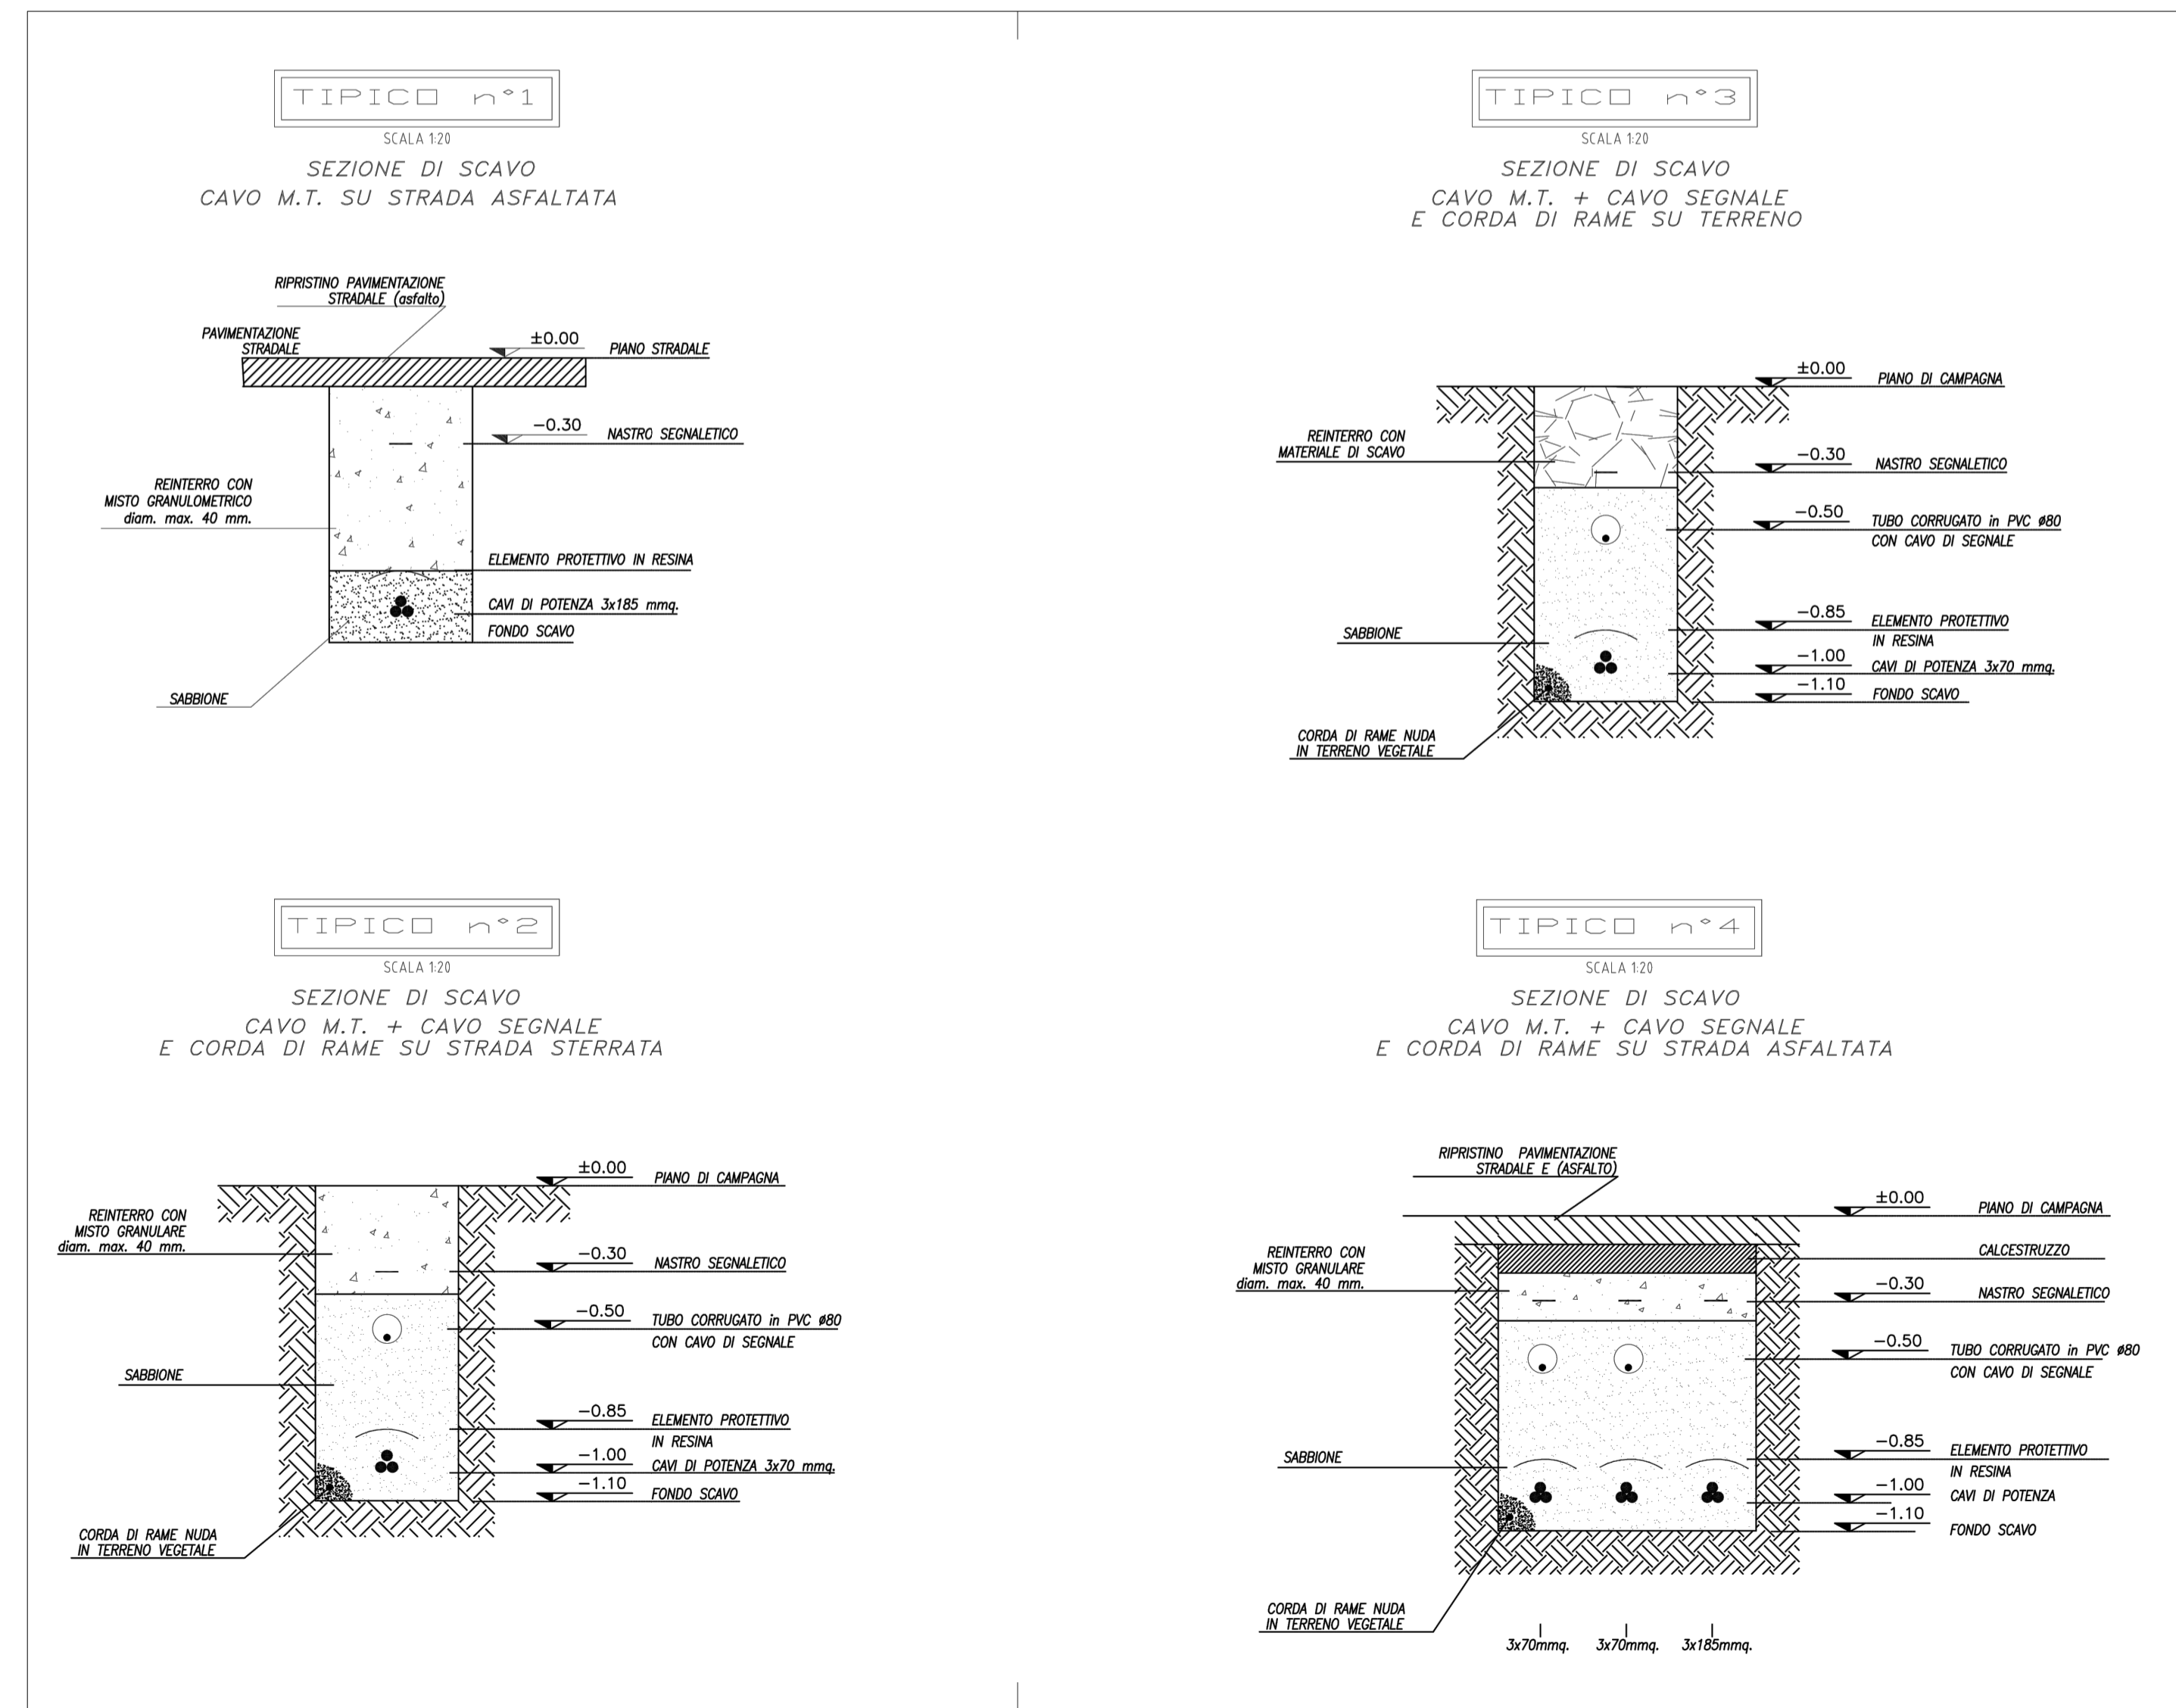 TIPICO n°1
SCALA 1:20
SEZIONE DI SCAVO
CAVO M.T. SU STRADA ASFALTATA
RIPRISTINO PAVIMENTAZIONE
STRADALE (asfalto)
PAVIMENTAZIONE
STRADALE
±0.00
PIANO STRADALE
-0.30
NASTRO SEGNALETICO
REINTERRO CON
MISTO GRANULOMETRICO
diam. max. 40 mm.
ELEMENTO PROTETTIVO IN RESINA
CAVI DI POTENZA 3x185 mmq.
FONDO SCAVO
SABBIONE
TIPICO n°3
SCALA 1:20
SEZIONE DI SCAVO
CAVO M.T. + CAVO SEGNALE
E CORDA DI RAME SU TERRENO
±0.00
PIANO DI CAMPAGNA
REINTERRO CON
MATERIALE DI SCAVO
-0.30
NASTRO SEGNALETICO
-0.50
TUBO CORRUGATO in PVC ø80
CON CAVO DI SEGNALE
SABBIONE
-0.85
ELEMENTO PROTETTIVO
IN RESINA
-1.00
CAVI DI POTENZA 3x70 mmq.
-1.10
FONDO SCAVO
CORDA DI RAME NUDA
IN TERRENO VEGETALE
TIPICO n°2
SCALA 1:20
SEZIONE DI SCAVO
CAVO M.T. + CAVO SEGNALE
E CORDA DI RAME SU STRADA STERRATA
±0.00
PIANO DI CAMPAGNA
REINTERRO CON
MISTO GRANULARE
diam. max. 40 mm.
-0.30
NASTRO SEGNALETICO
-0.50
TUBO CORRUGATO in PVC ø80
CON CAVO DI SEGNALE
SABBIONE
-0.85
ELEMENTO PROTETTIVO
IN RESINA
-1.00
CAVI DI POTENZA 3x70 mmq.
-1.10
FONDO SCAVO
CORDA DI RAME NUDA
IN TERRENO VEGETALE
TIPICO n°4
SCALA 1:20
SEZIONE DI SCAVO
CAVO M.T. + CAVO SEGNALE
E CORDA DI RAME SU STRADA ASFALTATA
RIPRISTINO PAVIMENTAZIONE
STRADALE E (ASFALTO)
±0.00
PIANO DI CAMPAGNA
CALCESTRUZZO
REINTERRO CON
MISTO GRANULARE
diam. max. 40 mm.
-0.30
NASTRO SEGNALETICO
-0.50
TUBO CORRUGATO in PVC ø80
CON CAVO DI SEGNALE
SABBIONE
-0.85
ELEMENTO PROTETTIVO
IN RESINA
-1.00
CAVI DI POTENZA
-1.10
FONDO SCAVO
CORDA DI RAME NUDA
IN TERRENO VEGETALE
3x70mmq. 3x70mmq. 3x185mmq.